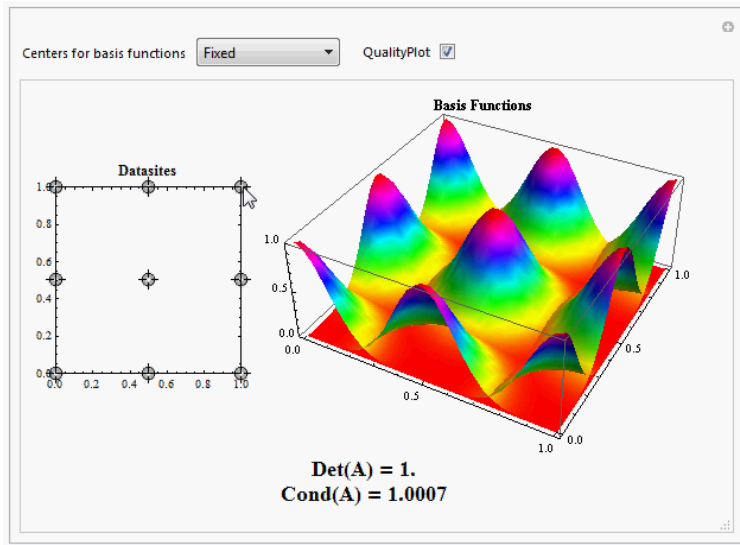 Centers for basis functions Fixed QualityPlot
Basis Functions
Datasites
1.0
0.8
0.6
0.4
0.2
0.0
0.0 0.2 0.4 0.6 0.8 1.0
1.0
0.5
0.0
0.0
0.5
1.0
0.0
0.5
1.0
Det(A) = 1.
Cond(A) = 1.0007